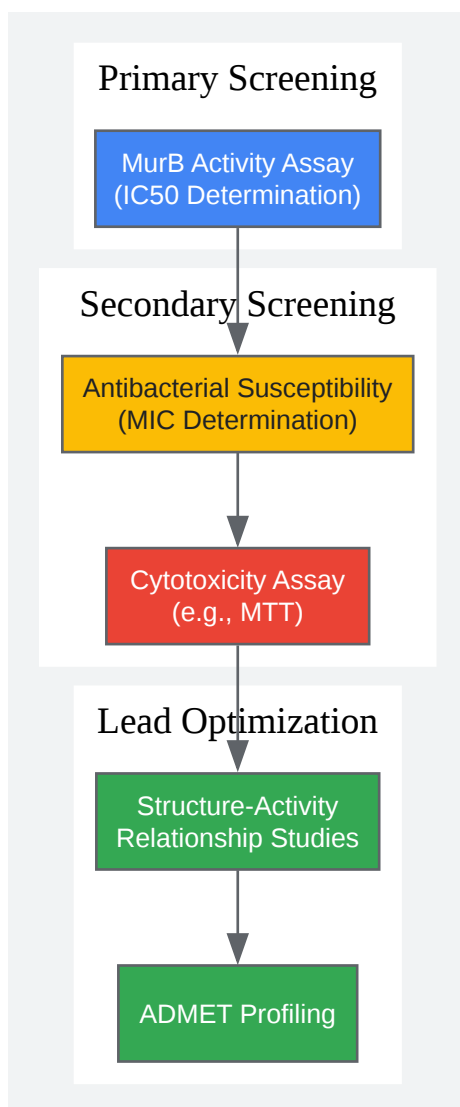 Primary Screening
MurB Activity Assay
(IC50 Determination)
Secondary Screening
Antibacterial Susceptibility
(MIC Determination)
Cytotoxicity Assay
(e.g., MTT)
Lead Optimization
Structure-Activity
Relationship Studies
ADMET Profiling